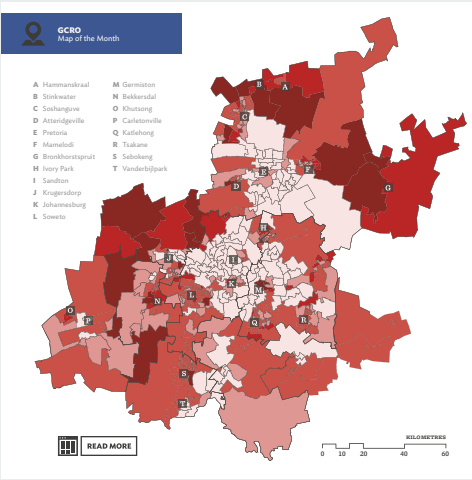 GCRO
Map of the Month
A Hammanskraal
B Stinkwater
C Soshanguve
D Atteridgeville
E Pretoria
F Mamelodi
G Bronkhorstspruit
H Ivory Park
I Sandton
J Krugersdorp
K Johannesburg
L Soweto
M Germiston
N Bekkersdal
O Khutsong
P Carletonville
Q Katlehong
R Tsakane
S Sebokeng
T Vanderbijlpark
B A
C
E F
D G
H
J I
K M
L
N
O P
Q R
S
T
READ MORE
KILOMETRES
0 10 20 40 60